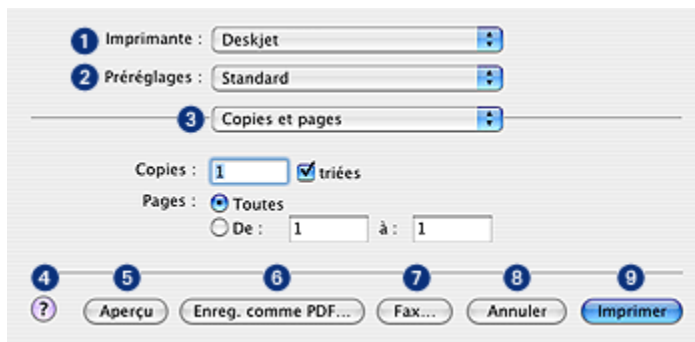 1 Imprimante : Deskjet
2 Préréglages : Standard
3 Copies et pages
Copies : 1 triées
Pages : Toutes
De : 1 à : 1
4 5 6 7 8 9
? Aperçu Enreg. comme PDF... Fax... Annuler Imprimer